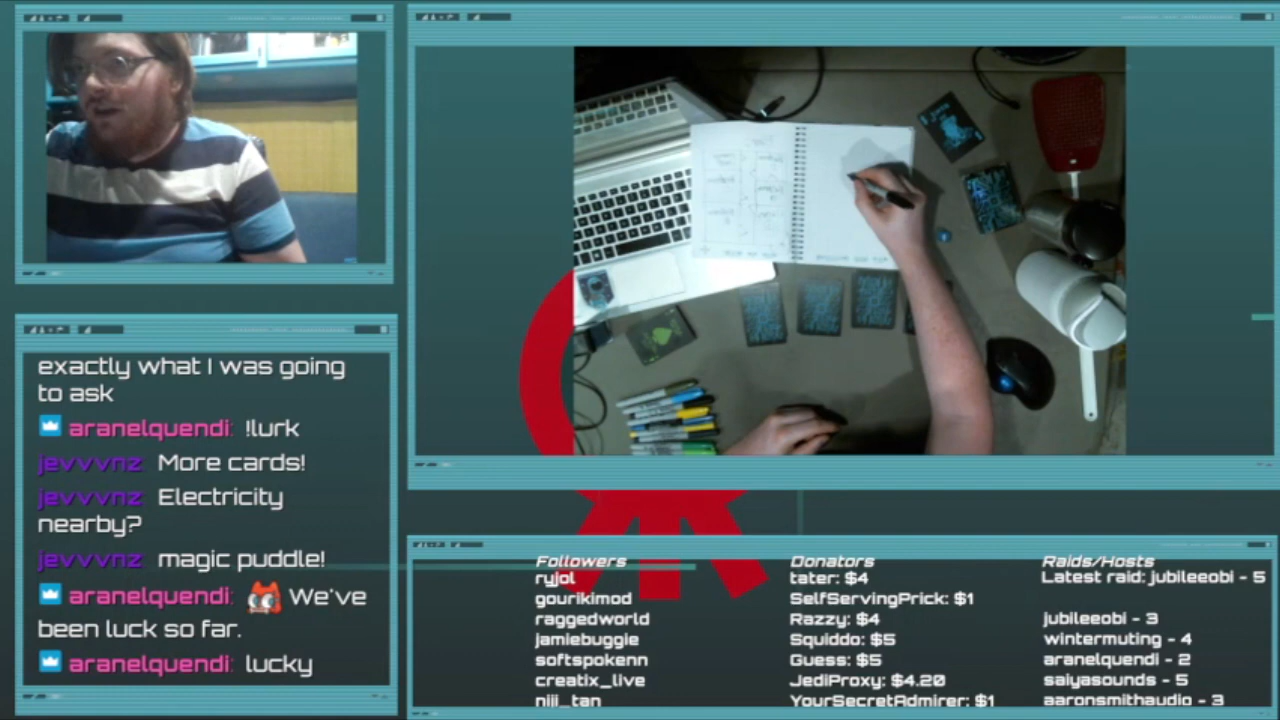 exactly what I was going
to ask
aranelquendi: !lurk
jevvvnz More cards!
jevvvnz Electricity
nearby?
jevvvnz magic puddle!
aranelquendi: We've
been luck so far.
aranelquendi: lucky
Followers
ryjol
gourikimod
raggedworld
jamiebuggie
softspokenn
creatix_live
niji_tan
Donators
tater: $4
SelfServingPrick: $1
Razzy: $4
Squiddo: $5
Guess: $5
JediProxy: $4.20
YourSecretAdmirer: $1
Raids/Hosts
Latest raid: jubileeobi - 5
jubileeobi - 3
wintermuting - 4
aranelquendi - 2
saiyasounds - 5
aaronsmithaudio - 3